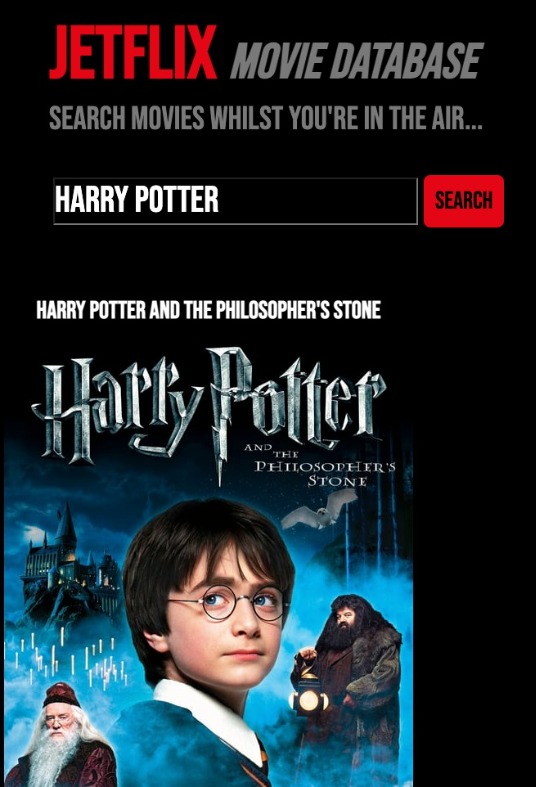 JETFLIX MOVIE DATABASE
SEARCH MOVIES WHILST YOU'RE IN THE AIR...
HARRY POTTER SEARCH
HARRY POTTER AND THE PHILOSOPHER'S STONE
Harry Potter
AND THE
PHILOSOPHER'S
STONE